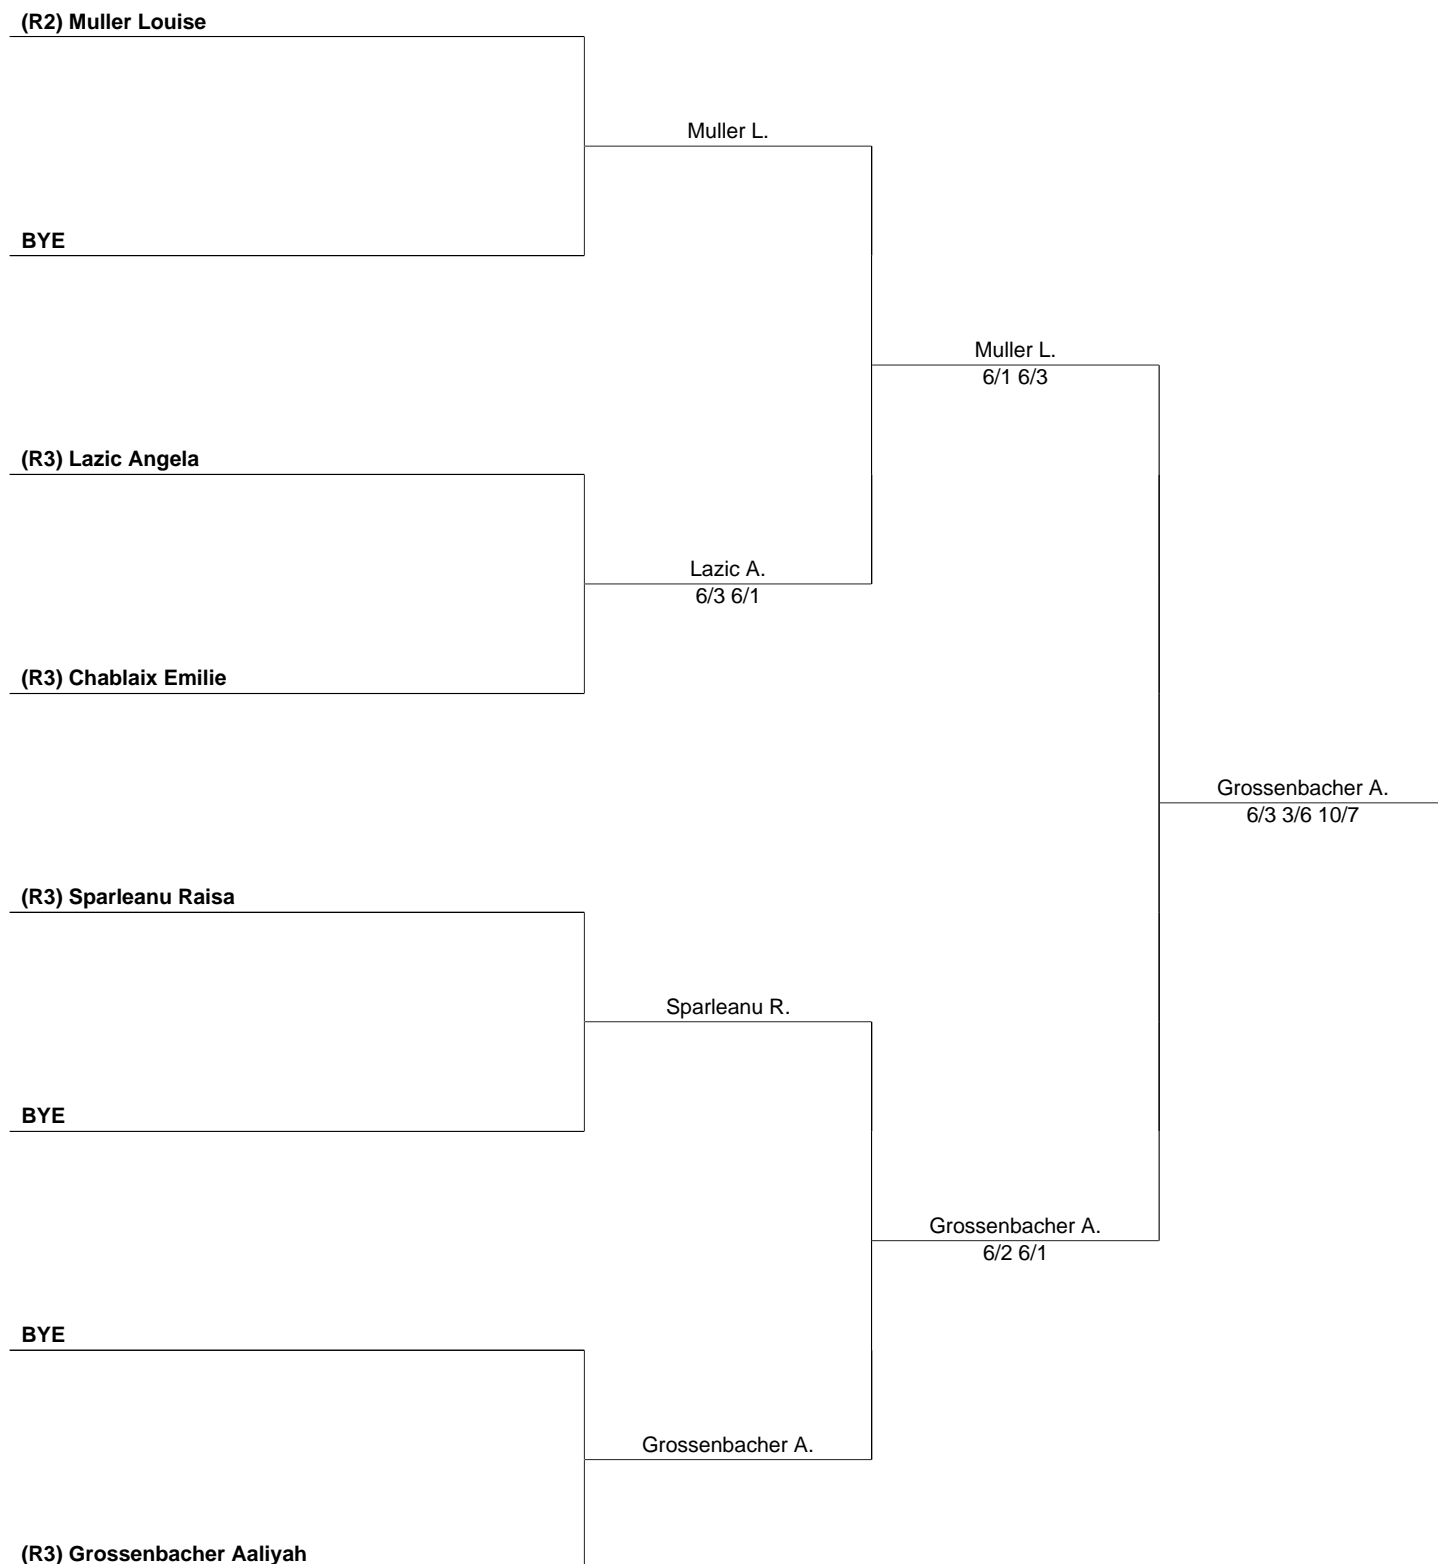 (R2) Muller Louise
Muller L.
BYE
Muller L.
6/1 6/3
(R3) Lazic Angela
Lazic A.
6/3 6/1
(R3) Chablaix Emilie
Grossenbacher A.
6/3 3/6 10/7
(R3) Sparleanu Raisa
Sparleanu R.
BYE
Grossenbacher A.
6/2 6/1
BYE
Grossenbacher A.
(R3) Grossenbacher Aaliyah